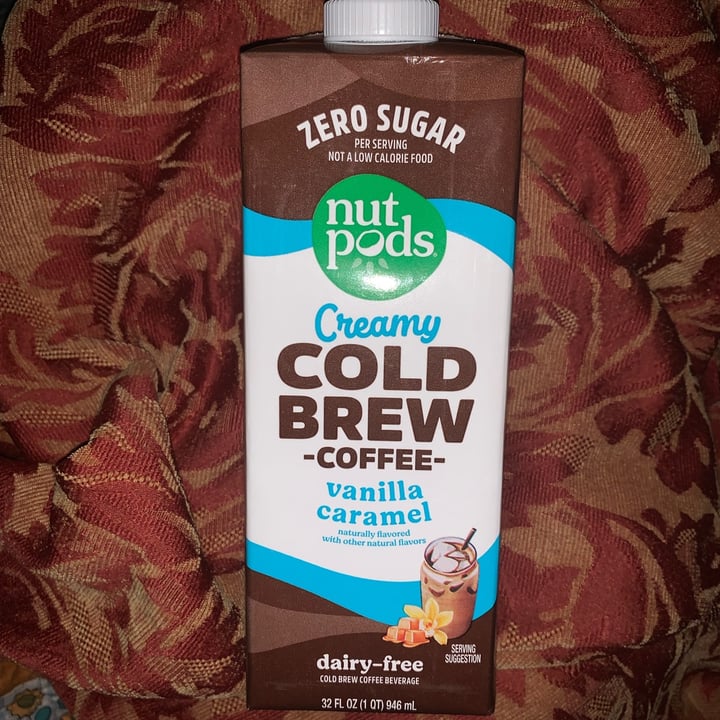 ZERO SUGAR
PER SERVING
NOT A LOW CALORIE FOOD
nut
pods®
Creamy
COLD
BREW
-COFFEE-
vanilla
caramel
naturally flavored
with other natural flavors
SERVING
SUGGESTION
dairy-free
COLD BREW COFFEE BEVERAGE
32 FL OZ (1 QT) 946 mL